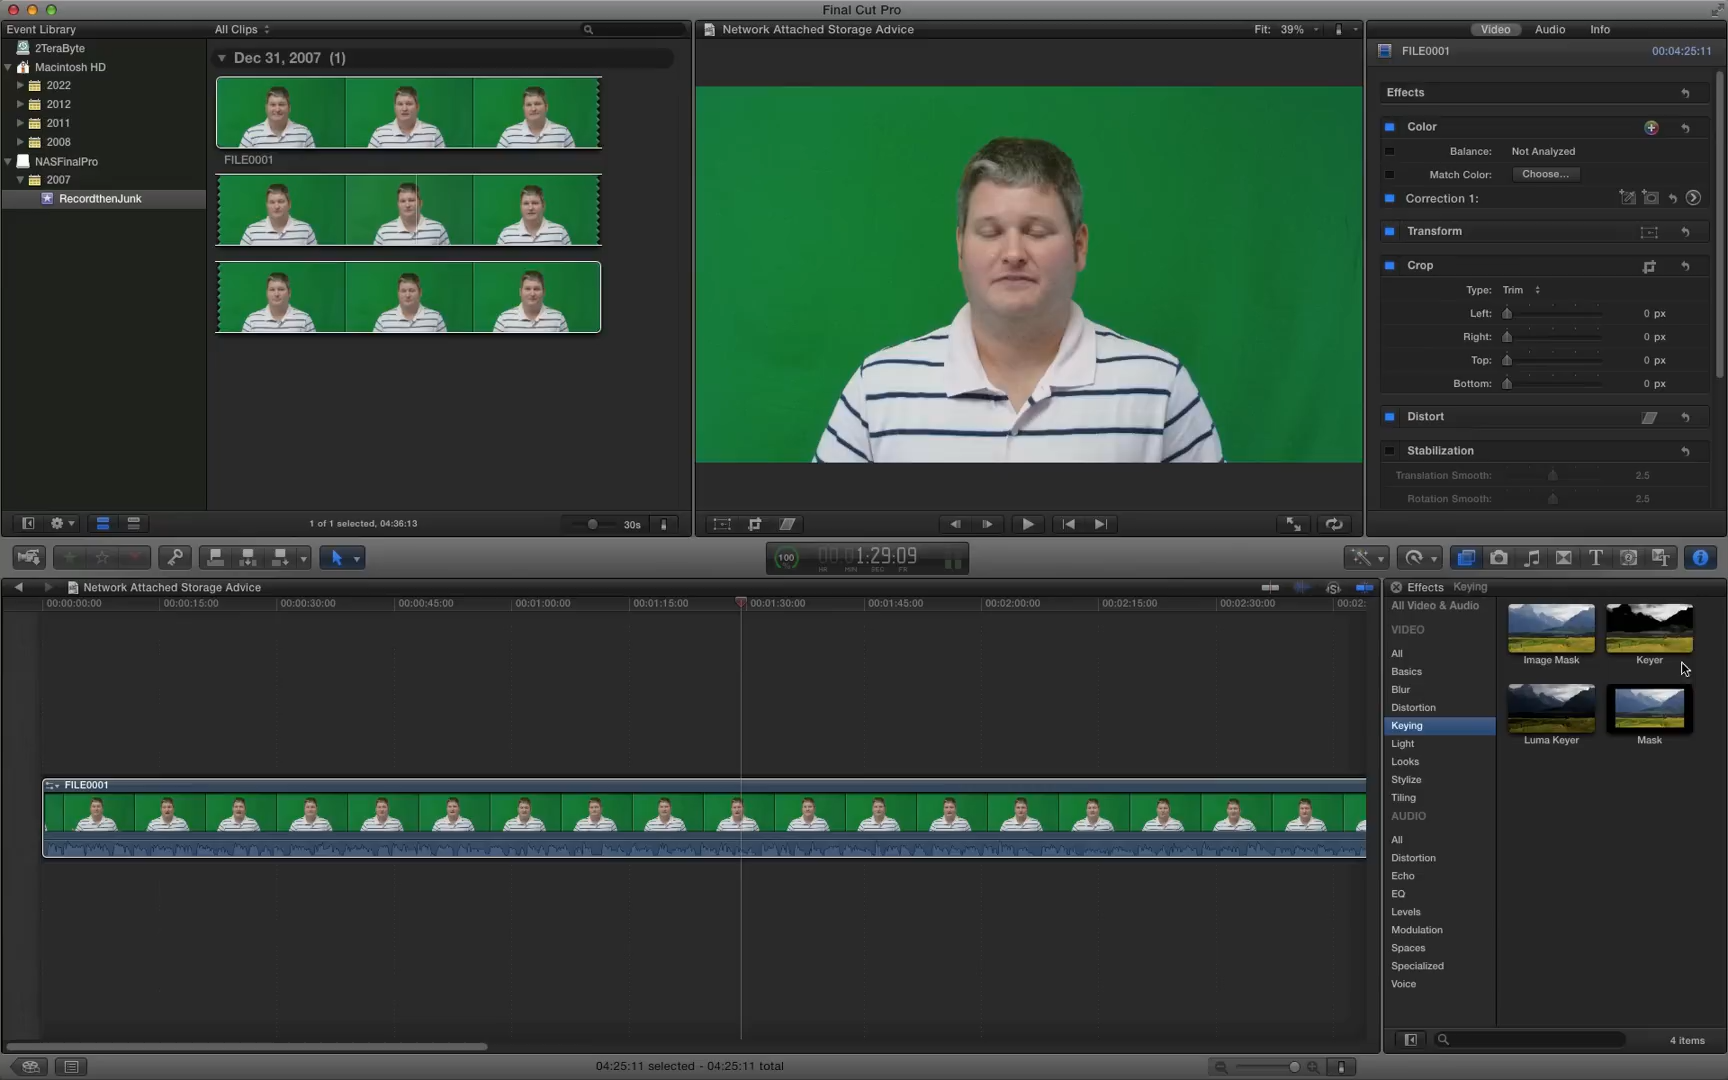 Final Cut Pro
Event Library
All Clips
2TeraByte
Macintosh HD
2022
2012
2011
2008
NASFinalPro
2007
RecordthenJunk
Dec 31, 2007 (1)
FILE0001
1 of 1 selected, 04:36:13
30s
Network Attached Storage Advice
Fit: 39%
Video Audio Info
FILE0001 00:04:25:11
Effects
Color
Balance: Not Analyzed
Match Color: Choose...
Correction 1:
Transform
Crop
Type: Trim
Left: 0 px
Right: 0 px
Top: 0 px
Bottom: 0 px
Distort
Stabilization
Translation Smooth: 2.5
Rotation Smooth: 2.5
100 00:01:29:09
HR MIN SEC FR
Network Attached Storage Advice
00:00:00:00 00:00:15:00 00:00:30:00 00:00:45:00 00:01:00:00 00:01:15:00 00:01:30:00 00:01:45:00 00:02:00:00 00:02:15:00 00:02:30:00 00:02:
FILE0001
Effects Keying
All Video & Audio
VIDEO
All
Basics
Blur
Distortion
Keying
Light
Looks
Stylize
Tiling
AUDIO
All
Distortion
Echo
EQ
Levels
Modulation
Spaces
Specialized
Voice
Image Mask Keyer
Luma Keyer Mask
4 items
04:25:11 selected - 04:25:11 total